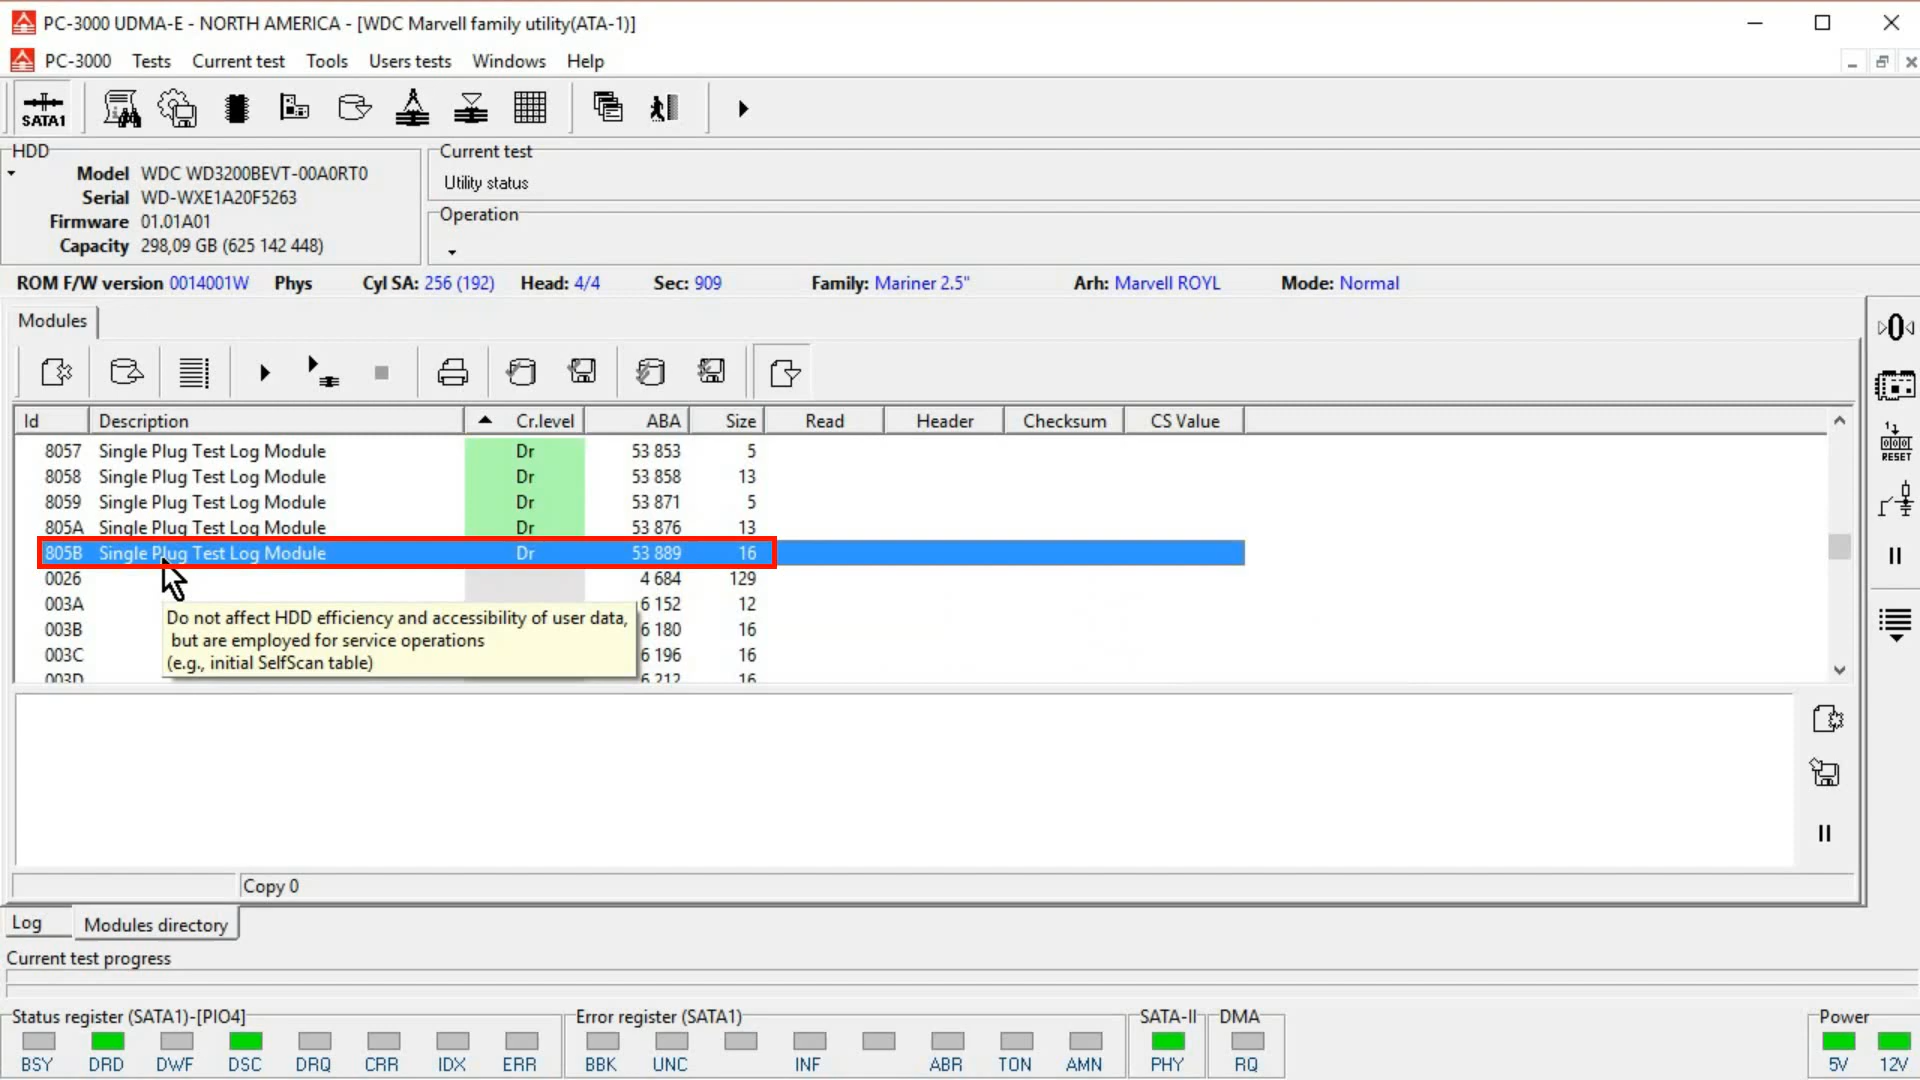 PC-3000 UDMA-E - NORTH AMERICA - [WDC Marvell family utility(ATA-1)]
PC-3000 Tests Current test Tools Users tests Windows Help
SATA1
HDD
Model WDC WD3200BEVT-00A0RT0
Serial WD-WXE1A20F5263
Firmware 01.01A01
Capacity 298,09 GB (625 142 448)
Current test
Utility status
Operation
ROM F/W version 0014001W Phys Cyl SA: 256 (192) Head: 4/4 Sec: 909 Family: Mariner 2.5" Arh: Marvell ROYL Mode: Normal
Modules
Id Description Cr.level ABA Size Read Header Checksum CS Value
8057 Single Plug Test Log Module Dr 53 853 5
8058 Single Plug Test Log Module Dr 53 858 13
8059 Single Plug Test Log Module Dr 53 871 5
805A Single Plug Test Log Module Dr 53 876 13
805B Single Plug Test Log Module Dr 53 889 16
0026 4 684 129
003A 6 152 12
003B 6 180 16
003C 6 196 16
003D 6 212 16
Do not affect HDD efficiency and accessibility of user data,
but are employed for service operations
(e.g., initial SelfScan table)
RESET
Copy 0
Log Modules directory
Current test progress
Status register (SATA1)-[PIO4] Error register (SATA1) SATA-II DMA Power
BSY DRD DWF DSC DRQ CRR IDX ERR BBK UNC INF ABR TON AMN PHY RQ 5V 12V